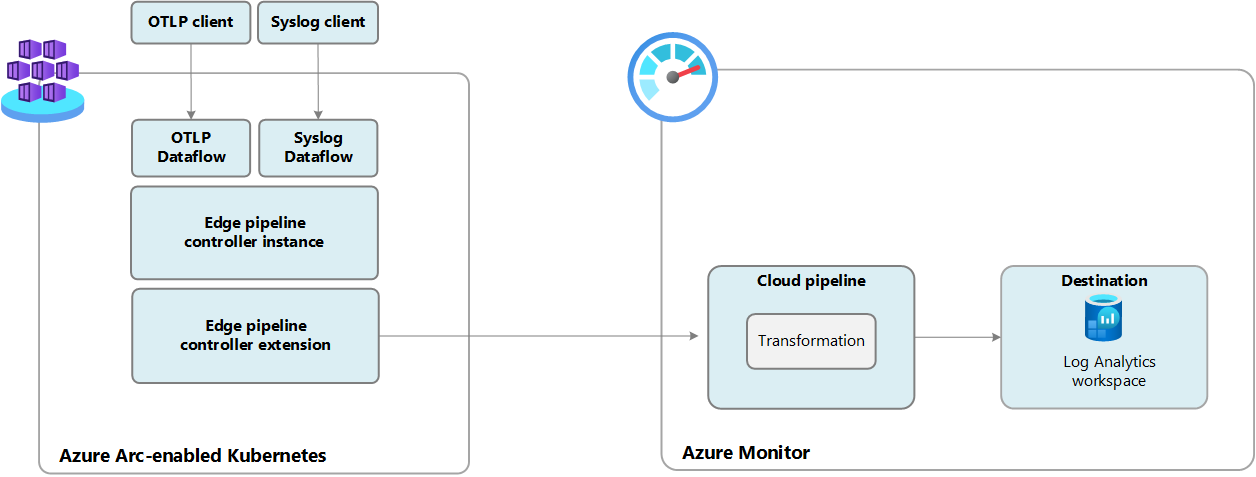 OTLP client
Syslog client
OTLP
Dataflow
Syslog
Dataflow
Edge pipeline
controller instance
Edge pipeline
controller extension
Azure Arc-enabled Kubernetes
Cloud pipeline
Transformation
Destination
Log Analytics
workspace
Azure Monitor